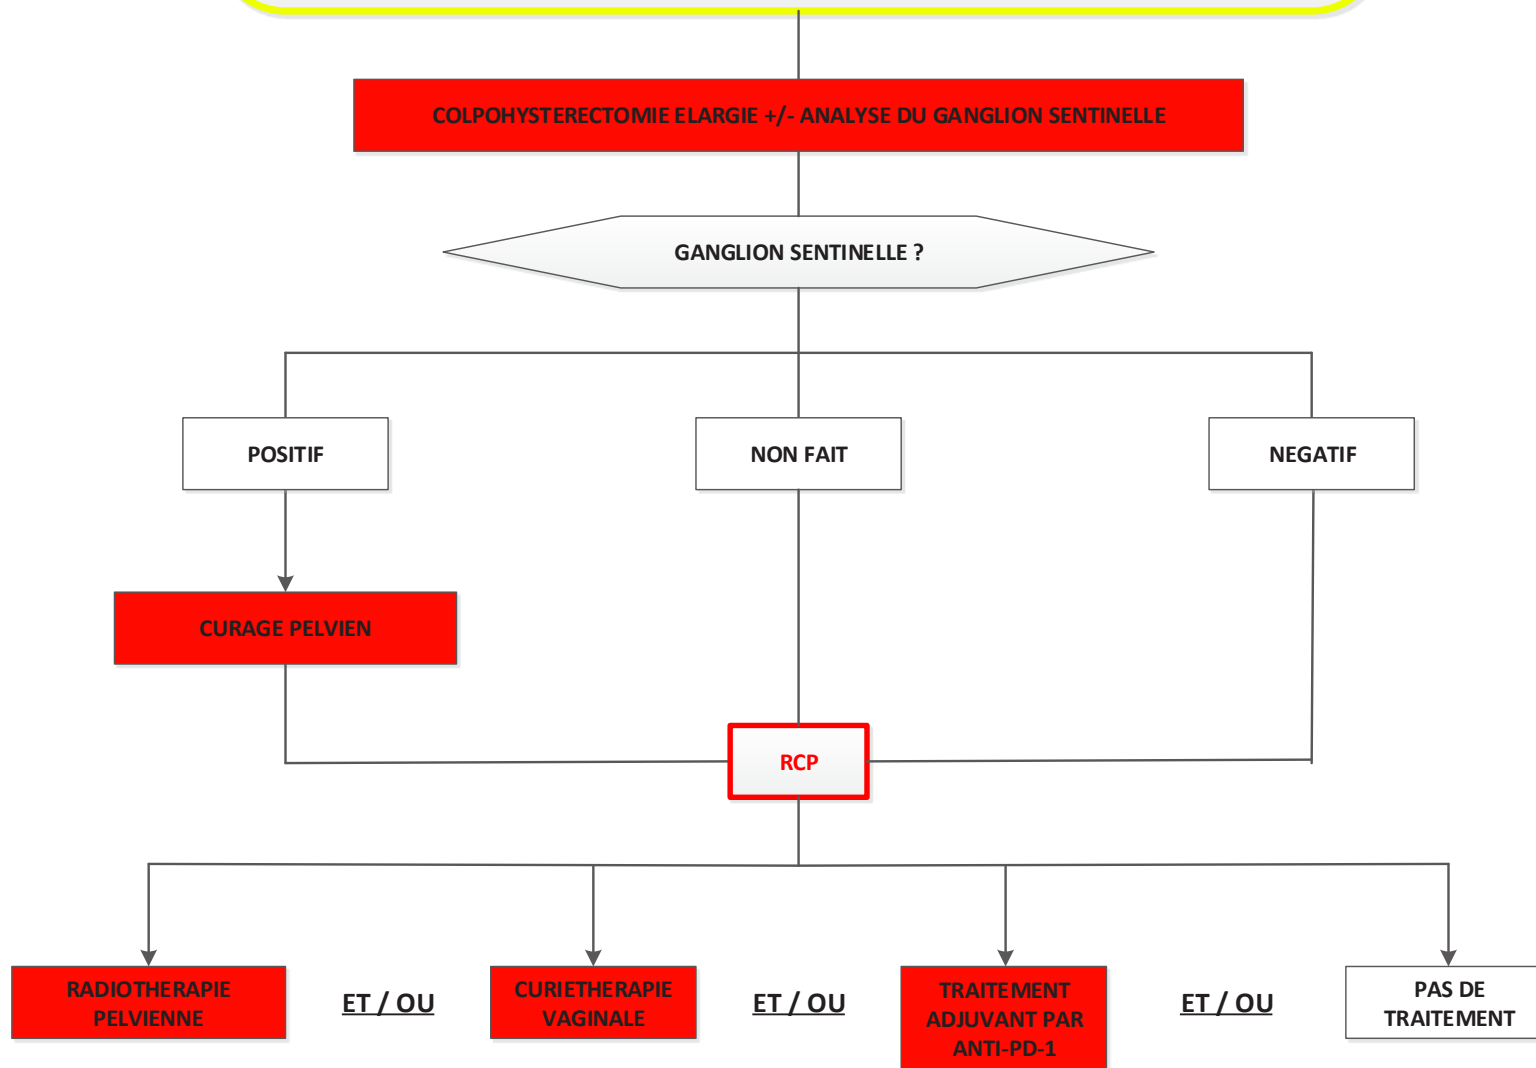 COLPOHYSTERECTOMIE ELARGIE +/- ANALYSE DU GANGLION SENTINELLE
GANGLION SENTINELLE ?
POSITIF
NON FAIT
NEGATIF
CURAGE PELVIEN
RCP
RADIOTHERAPIE
PELVIENNE
ET / OU
CURIETHERAPIE
VAGINALE
ET / OU
TRAITEMENT
ADJUVANT PAR
ANTI-PD-1
ET / OU
PAS DE
TRAITEMENT